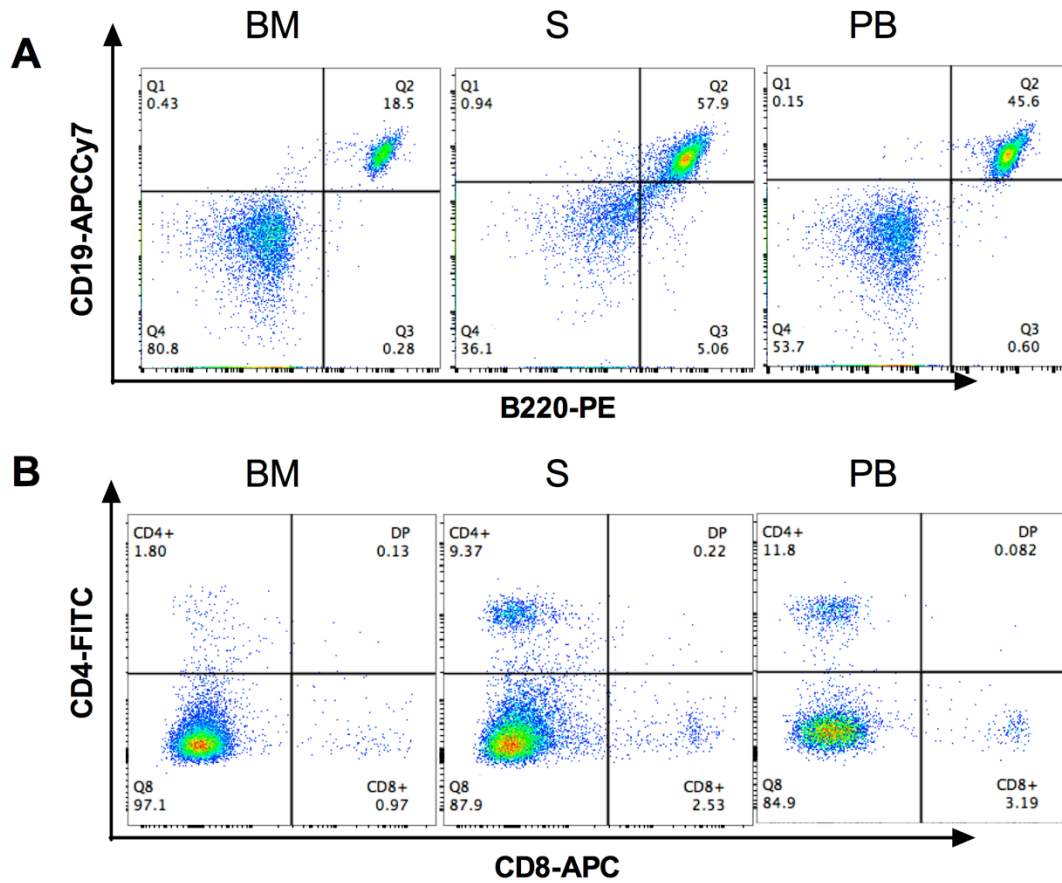 A
BM
S
PB
Q1
0.43
Q2
18.5
Q1
0.94
Q2
57.9
Q1
0.15
Q2
45.6
CD19-APCCy7
Q4
80.8
Q3
0.28
Q4
36.1
Q3
5.06
Q4
53.7
Q3
0.60
B220-PE
B
BM
S
PB
CD4+
1.80
DP
0.13
CD4+
9.37
DP
0.22
CD4+
11.8
DP
0.082
CD4-FITC
Q8
97.1
CD8+
0.97
Q8
87.9
CD8+
2.53
Q8
84.9
CD8+
3.19
CD8-APC